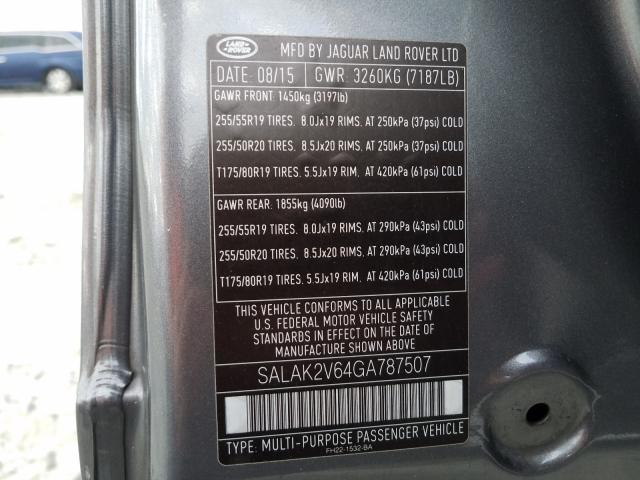 LAND
ROVER
MFD BY JAGUAR LAND ROVER LTD
DATE: 08/15 GWR 3260KG (7187LB)
GAWR FRONT: 1450kg (3197lb)
255/55R19 TIRES. 8.0Jx19 RIMS. AT 250kPa (37psi) COLD
255/50R20 TIRES. 8.5Jx20 RIMS. AT 250kPa (37psi) COLD
T175/80R19 TIRES. 5.5Jx19 RIM, AT 420kPa (61psi) COLD
GAWR REAR: 1855kg (4090lb)
255/55R19 TIRES. 8.0Jx19 RIMS. AT 290kPa (43psi) COLD
255/50R20 TIRES. 8.5Jx20 RIMS. AT 290kPa (43psi) COLD
T175/80R19 TIRES. 5.5Jx19 RIM, AT 420kPa (61psi) COLD
THIS VEHICLE CONFORMS TO ALL APPLICABLE
U.S. FEDERAL MOTOR VEHICLE SAFETY
STANDARDS IN EFFECT ON THE DATE OF
MANUFACTURE SHOWN ABOVE
SALAK2V64GA787507
TYPE: MULTI-PURPOSE PASSENGER VEHICLE
FH22-1532-BA